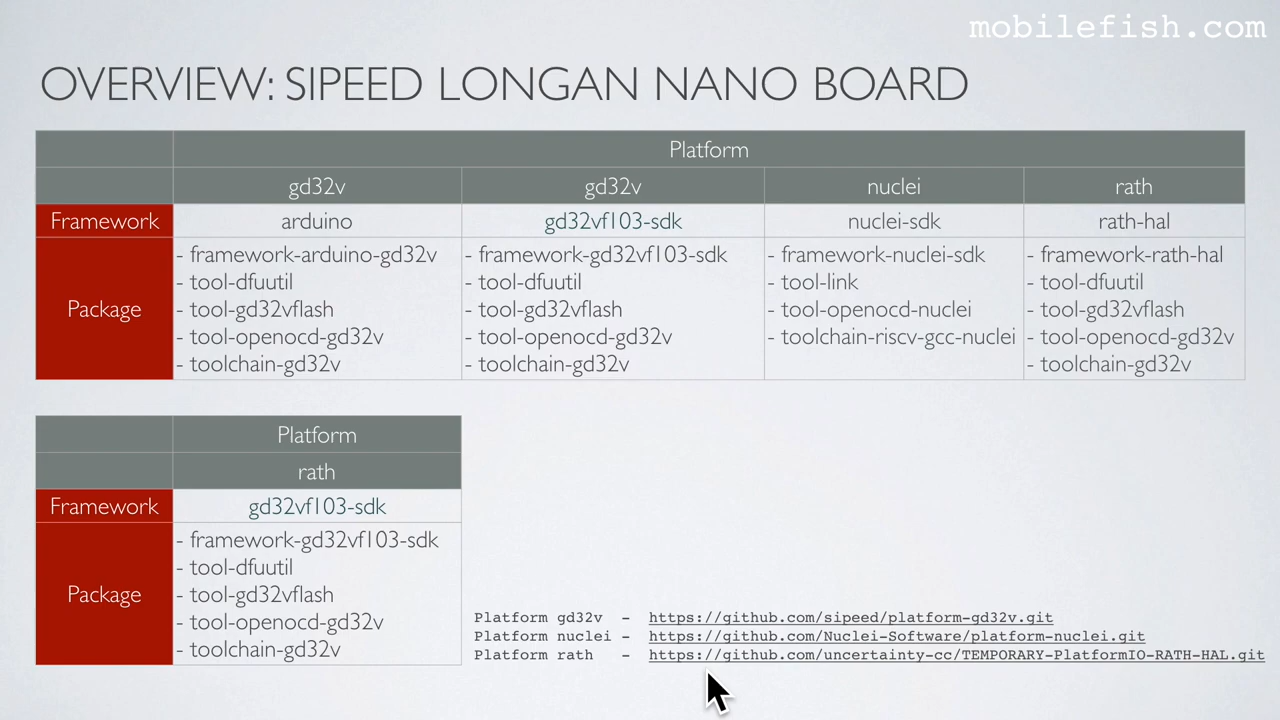 mobilefish.com
OVERVIEW: SIPEED LONGAN NANO BOARD
Platform
gd32v gd32v nuclei rath
Framework arduino gd32vf103-sdk nuclei-sdk rath-hal
Package
- framework-arduino-gd32v
- tool-dfuutil
- tool-gd32vflash
- tool-openocd-gd32v
- toolchain-gd32v
- framework-gd32vf103-sdk
- tool-dfuutil
- tool-gd32vflash
- tool-openocd-gd32v
- toolchain-gd32v
- framework-nuclei-sdk
- tool-link
- tool-openocd-nuclei
- toolchain-riscv-gcc-nuclei
- framework-rath-hal
- tool-dfuutil
- tool-gd32vflash
- tool-openocd-gd32v
- toolchain-gd32v
Platform
rath
Framework gd32vf103-sdk
Package
- framework-gd32vf103-sdk
- tool-dfuutil
- tool-gd32vflash
- tool-openocd-gd32v
- toolchain-gd32v
Platform gd32v - https://github.com/sipeed/platform-gd32v.git
Platform nuclei - https://github.com/Nuclei-Software/platform-nuclei.git
Platform rath - https://github.com/uncertainty-cc/TEMPORARY-PlatformIO-RATH-HAL.git